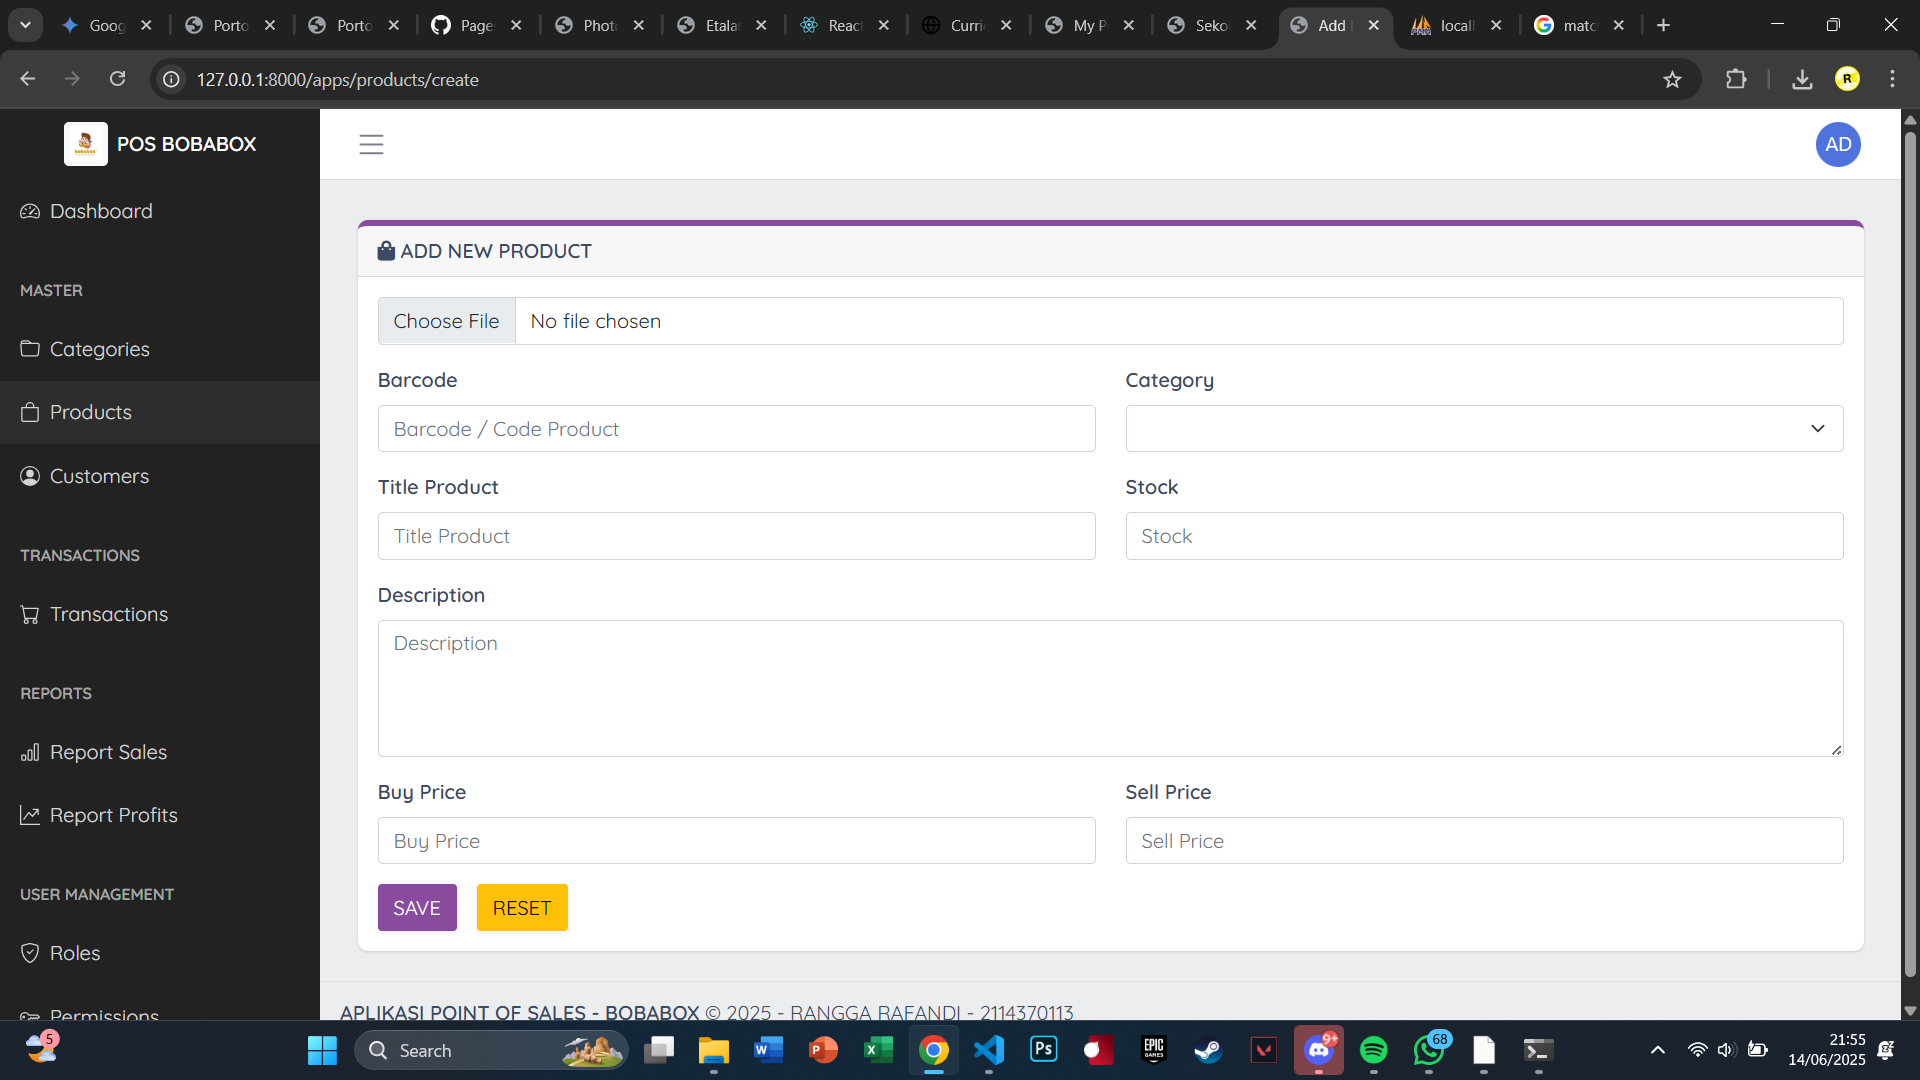 Goog
Porto
Porto
Page
Phot
Etala
React
Curri
My P
Seko
Add
locall
matc
127.0.0.1:8000/apps/products/create
R
POS BOBABOX
AD
Dashboard
MASTER
Categories
Products
Customers
TRANSACTIONS
Transactions
REPORTS
Report Sales
Report Profits
USER MANAGEMENT
Roles
Permissions
ADD NEW PRODUCT
Choose File No file chosen
Barcode Category
Barcode / Code Product
Title Product Stock
Title Product Stock
Description
Description
Buy Price Sell Price
Buy Price Sell Price
SAVE RESET
APLIKASI POINT OF SALES - BOBABOX © 2025 - RANGGA RAFANDI - 2114370113
5
Search
W
P
X
Ps
EPIC GAMES
9+
68
21:55
14/06/2025